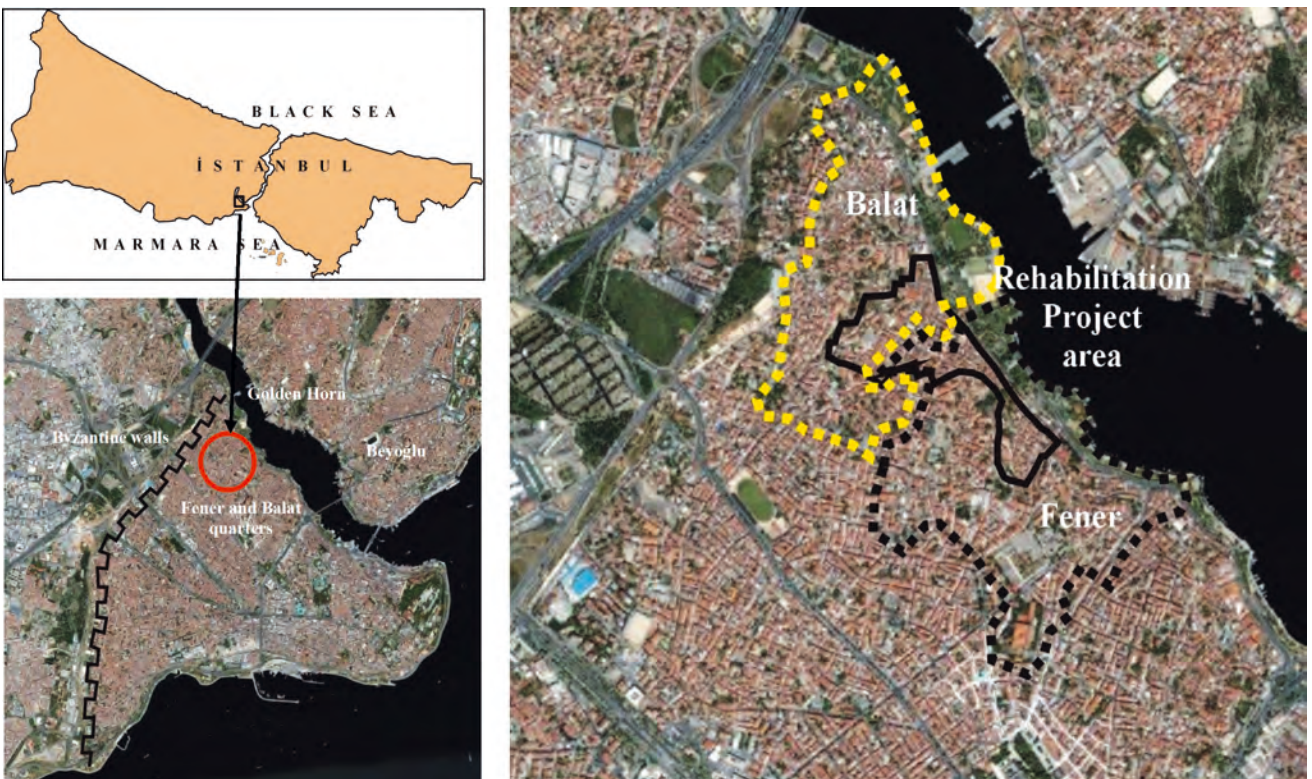 BLACK SEA
İSTANBUL
MARMARA SEA
Golden Horn
Byzantine walls
Beyoglu
Fener and Balat
quarters
Balat
Rehabilitation
Project
area
Fener